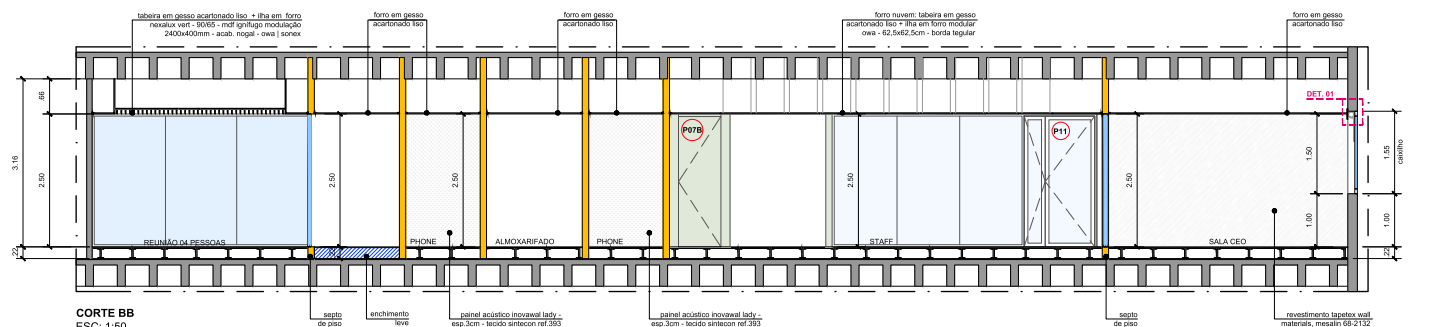 tabeira em gesso acartonado liso + ilha em forro
nexalux vert - 90/65 - mdf ignífugo modulação
2400x400mm - acab. nogal - owa | sonex
forro em gesso
acartonado liso
forro em gesso
acartonado liso
forro nuvem: tabeira em gesso
acartonado liso + ilha em forro modular
owa - 62,5x62,5cm - borda tegular
forro em gesso
acartonado liso
DET. 01
.66
3.16
2.50
.22
2.50
2.50
P07B
2.50
P11
2.50
1.50
1.00
1.55
caixilho
1.00
.22
REUNIÃO 04 PESSOAS
PHONE
ALMOXARIFADO
PHONE
STAFF
SALA CEO
CORTE BB
ESC: 1:50
septo
de piso
enchimento
leve
painel acústico inovawal lady -
esp.3cm - tecido sintecon ref.393
painel acústico inovawal lady -
esp.3cm - tecido sintecon ref.393
septo
de piso
revestimento tapetex wall
materials, mesalin 68-2132